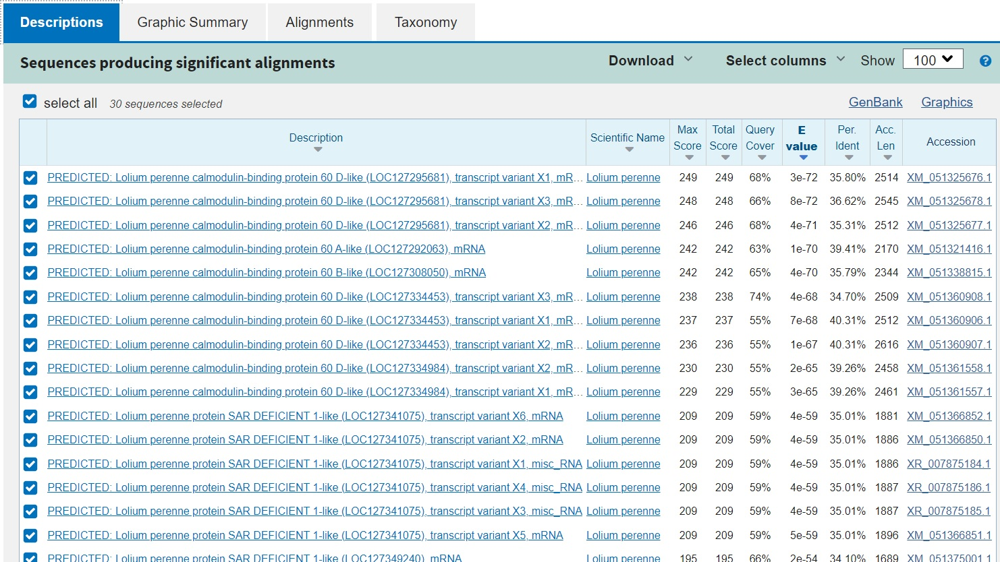 Descriptions Graphic Summary Alignments Taxonomy
Sequences producing significant alignments Download Select columns Show 100 ?
select all 30 sequences selected GenBank Graphics
Description Scientific Name Max Score Total Score Query Cover E value Per. Ident Acc. Len Accession
PREDICTED: Lolium perenne calmodulin-binding protein 60 D-like (LOC127295681), transcript variant X1, mR... Lolium perenne 249 249 68% 3e-72 35.80% 2514 XM_051325676.1
PREDICTED: Lolium perenne calmodulin-binding protein 60 D-like (LOC127295681), transcript variant X3, mR... Lolium perenne 248 248 66% 8e-72 36.62% 2545 XM_051325678.1
PREDICTED: Lolium perenne calmodulin-binding protein 60 D-like (LOC127295681), transcript variant X2, mR... Lolium perenne 246 246 68% 4e-71 35.31% 2512 XM_051325677.1
PREDICTED: Lolium perenne calmodulin-binding protein 60 A-like (LOC127292063), mRNA Lolium perenne 242 242 63% 1e-70 39.41% 2170 XM_051321416.1
PREDICTED: Lolium perenne calmodulin-binding protein 60 B-like (LOC127308050), mRNA Lolium perenne 242 242 65% 4e-70 35.79% 2344 XM_051338815.1
PREDICTED: Lolium perenne calmodulin-binding protein 60 D-like (LOC127334453), transcript variant X3, mR... Lolium perenne 238 238 74% 4e-68 34.70% 2509 XM_051360908.1
PREDICTED: Lolium perenne calmodulin-binding protein 60 D-like (LOC127334453), transcript variant X1, mR... Lolium perenne 237 237 55% 7e-68 40.31% 2512 XM_051360906.1
PREDICTED: Lolium perenne calmodulin-binding protein 60 D-like (LOC127334453), transcript variant X2, mR... Lolium perenne 236 236 55% 1e-67 40.31% 2616 XM_051360907.1
PREDICTED: Lolium perenne calmodulin-binding protein 60 D-like (LOC127334984), transcript variant X2, mR... Lolium perenne 230 230 55% 2e-65 39.26% 2458 XM_051361558.1
PREDICTED: Lolium perenne calmodulin-binding protein 60 D-like (LOC127334984), transcript variant X1, mR... Lolium perenne 229 229 55% 3e-65 39.26% 2461 XM_051361557.1
PREDICTED: Lolium perenne protein SAR DEFICIENT 1-like (LOC127341075), transcript variant X6, mRNA Lolium perenne 209 209 59% 4e-59 35.01% 1881 XM_051366852.1
PREDICTED: Lolium perenne protein SAR DEFICIENT 1-like (LOC127341075), transcript variant X2, mRNA Lolium perenne 209 209 59% 4e-59 35.01% 1886 XM_051366850.1
PREDICTED: Lolium perenne protein SAR DEFICIENT 1-like (LOC127341075), transcript variant X1, misc_RNA Lolium perenne 209 209 59% 4e-59 35.01% 1886 XR_007875184.1
PREDICTED: Lolium perenne protein SAR DEFICIENT 1-like (LOC127341075), transcript variant X4, misc_RNA Lolium perenne 209 209 59% 4e-59 35.01% 1887 XR_007875186.1
PREDICTED: Lolium perenne protein SAR DEFICIENT 1-like (LOC127341075), transcript variant X3, misc_RNA Lolium perenne 209 209 59% 4e-59 35.01% 1887 XR_007875185.1
PREDICTED: Lolium perenne protein SAR DEFICIENT 1-like (LOC127341075), transcript variant X5, mRNA Lolium perenne 209 209 59% 5e-59 35.01% 1896 XM_051366851.1
PREDICTED: Lolium perenne protein SAR DEFICIENT 1-like (LOC127349240), mRNA Lolium perenne 195 195 66% 2e-54 34.10% 1689 XM_051375001.1